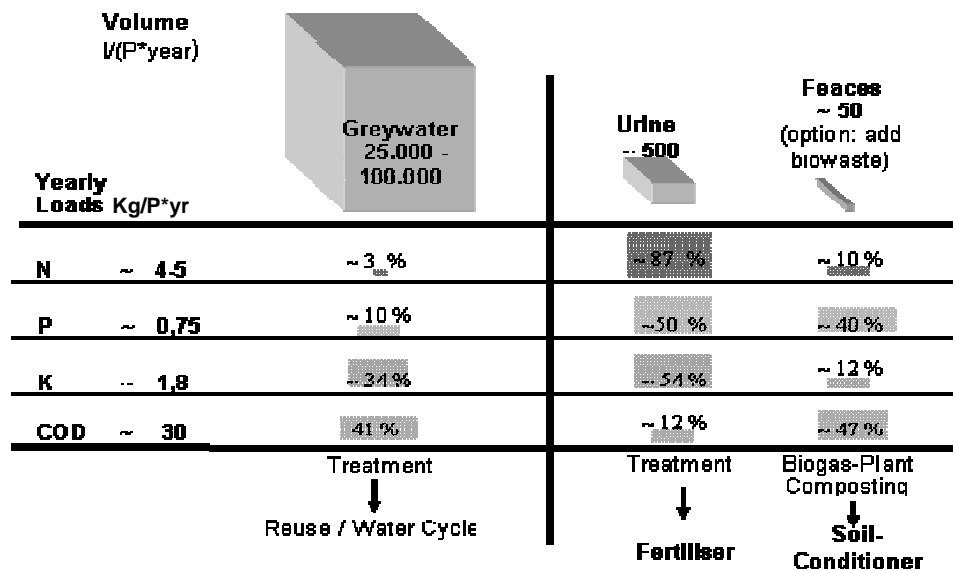 Volume
l/(P*year)
Greywater
25.000 -
100.000
Urine
~ 500
Feaces
~ 50
(option: add
biowaste)
Yearly
Loads Kg/P*yr
N ~ 4-5 ~ 3 % ~ 87 % ~ 10 %
P ~ 0,75 ~ 10 % ~50 % ~ 40 %
K ~ 1,8 ~ 34 % ~ 54 % ~ 12 %
COD ~ 30 41 % ~ 12 % ~ 47 %
Treatment Treatment Biogas-Plant
Composting
Reuse / Water Cycle
Fertiliser
Soil-
Conditioner